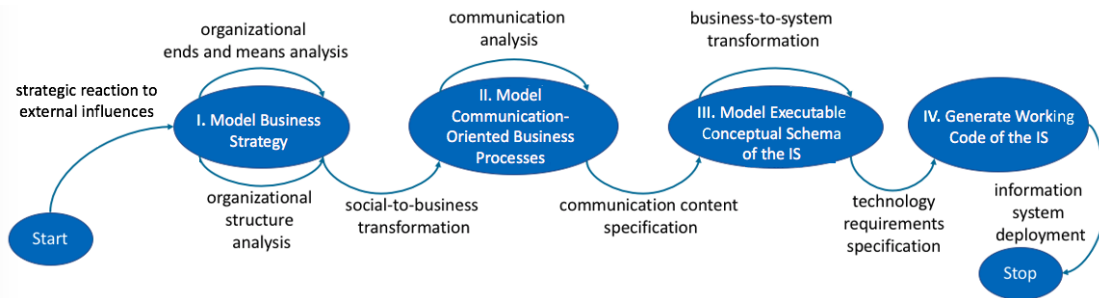 organizational
ends and means analysis
communication
analysis
business-to-system
transformation
strategic reaction to
external influences
I. Model Business
Strategy
II. Model
Communication-
Oriented Business
Processes
III. Model Executable
Conceptual Schema
of the IS
IV. Generate Working
Code of the IS
organizational
structure
analysis
social-to-business
transformation
communication content
specification
technology
requirements
specification
information
system
deployment
Start
Stop